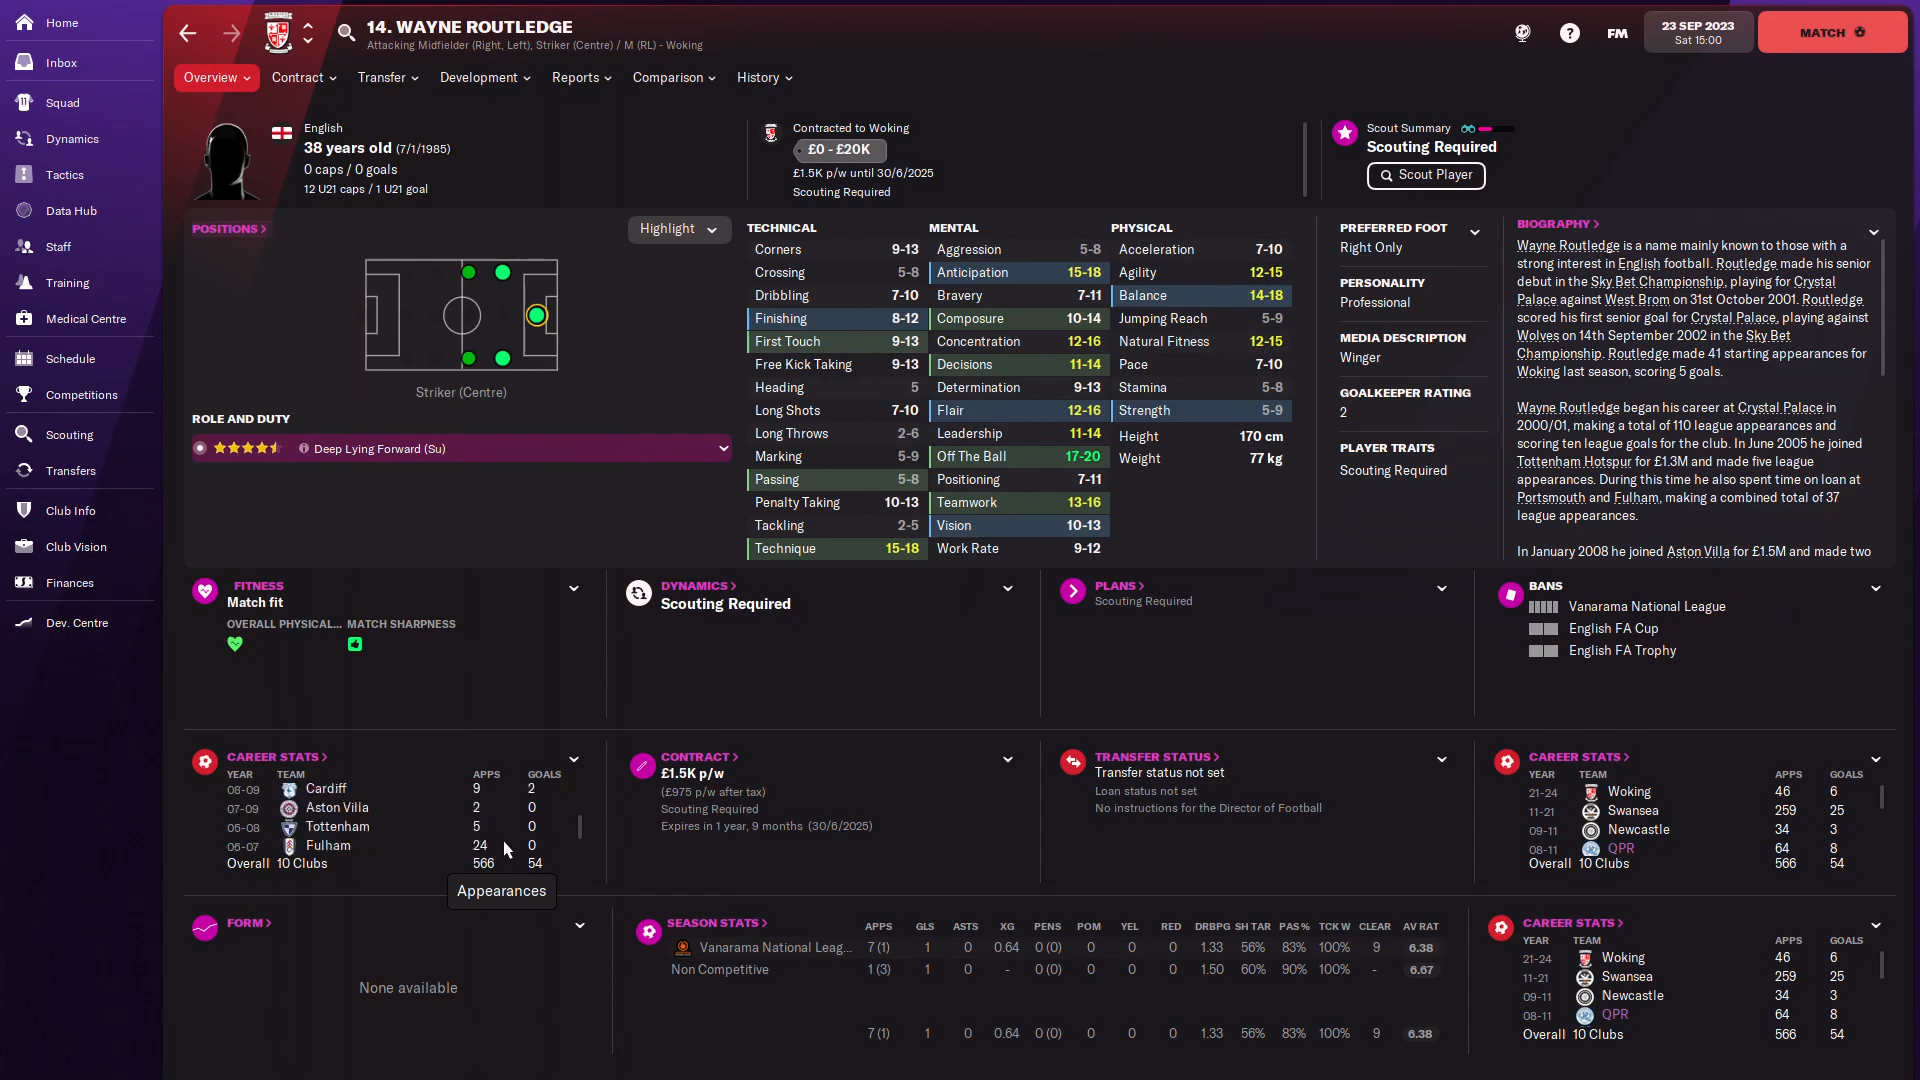 Home
Inbox
Squad
Dynamics
Tactics
Data Hub
Staff
Training
Medical Centre
Schedule
Competitions
Scouting
Transfers
Club Info
Club Vision
Finances
Dev. Centre
14. WAYNE ROUTLEDGE
Attacking Midfielder (Right, Left), Striker (Centre) / M (RL) - Woking
FM
23 SEP 2023
Sat 15:00
MATCH
Overview
Contract
Transfer
Development
Reports
Comparison
History
English
38 years old (7/1/1985)
0 caps / 0 goals
12 U21 caps / 1 U21 goal
Contracted to Woking
£0 - £20K
£1.5K p/w until 30/6/2025
Scouting Required
Scout Summary
Scouting Required
Scout Player
POSITIONS >
Highlight
Striker (Centre)
ROLE AND DUTY
Deep Lying Forward (Su)
TECHNICAL
Corners 9-13
Crossing 5-8
Dribbling 7-10
Finishing 8-12
First Touch 9-13
Free Kick Taking 9-13
Heading 5
Long Shots 7-10
Long Throws 2-6
Marking 5-9
Passing 5-8
Penalty Taking 10-13
Tackling 2-5
Technique 15-18
MENTAL
Aggression 5-8
Anticipation 15-18
Bravery 7-11
Composure 10-14
Concentration 12-16
Decisions 11-14
Determination 9-13
Flair 12-16
Leadership 11-14
Off The Ball 17-20
Positioning 7-11
Teamwork 13-16
Vision 10-13
Work Rate 9-12
PHYSICAL
Acceleration 7-10
Agility 12-15
Balance 14-18
Jumping Reach 5-9
Natural Fitness 12-15
Pace 7-10
Stamina 5-8
Strength 5-9
Height 170 cm
Weight 77 kg
PREFERRED FOOT
Right Only
PERSONALITY
Professional
MEDIA DESCRIPTION
Winger
GOALKEEPER RATING
2
PLAYER TRAITS
Scouting Required
BIOGRAPHY >
Wayne Routledge is a name mainly known to those with a
strong interest in English football. Routledge made his senior
debut in the Sky Bet Championship, playing for Crystal
Palace against West Brom on 31st October 2001. Routledge
scored his first senior goal for Crystal Palace, playing against
Wolves on 14th September 2002 in the Sky Bet
Championship. Routledge made 41 starting appearances for
Woking last season, scoring 5 goals.
Wayne Routledge began his career at Crystal Palace in
2000/01, making a total of 110 league appearances and
scoring ten league goals for the club. In June 2005 he joined
Tottenham Hotspur for £1.3M and made five league
appearances. During this time he also spent time on loan at
Portsmouth and Fulham, making a combined total of 37
league appearances.
In January 2008 he joined Aston Villa for £1.5M and made two
FITNESS
Match fit
OVERALL PHYSICAL... MATCH SHARPNESS
DYNAMICS >
Scouting Required
PLANS >
Scouting Required
BANS
Vanarama National League
English FA Cup
English FA Trophy
CAREER STATS >
YEAR TEAM APPS GOALS
08-09 Cardiff 9 2
07-09 Aston Villa 2 0
05-08 Tottenham 5 0
06-07 Fulham 24 0
Overall 10 Clubs 566 54
Appearances
CONTRACT >
£1.5K p/w
(£975 p/w after tax)
Scouting Required
Expires in 1 year, 9 months (30/6/2025)
TRANSFER STATUS >
Transfer status not set
Loan status not set
No instructions for the Director of Football
CAREER STATS >
YEAR TEAM APPS GOALS
21-24 Woking 46 6
11-21 Swansea 259 25
09-11 Newcastle 34 3
08-11 QPR 64 8
Overall 10 Clubs 566 54
FORM >
None available
SEASON STATS > APPS GLS ASTS XG PENS POM YEL RED DRBPG SH TAR PAS % TCK W CLEAR AV RAT
Vanarama National Leag... 7 (1) 1 0 0.64 0 (0) 0 0 0 1.33 56% 83% 100% 9 6.38
Non Competitive 1 (3) 1 0 - 0 (0) 0 0 0 1.50 60% 90% 100% - 6.67
7 (1) 1 0 0.64 0 (0) 0 0 0 1.33 56% 83% 100% 9 6.38
CAREER STATS >
YEAR TEAM APPS GOALS
21-24 Woking 46 6
11-21 Swansea 259 25
09-11 Newcastle 34 3
08-11 QPR 64 8
Overall 10 Clubs 566 54